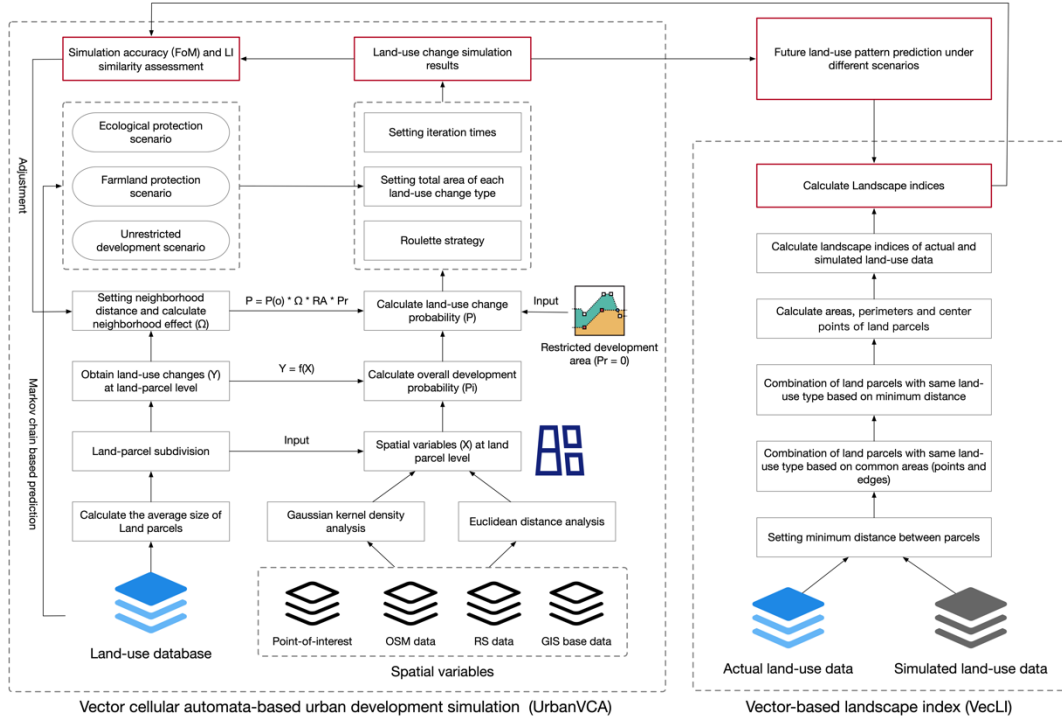 Simulation accuracy (FoM) and LI
similarity assessment
Land-use change simulation
results
Future land-use pattern prediction under
different scenarios
Ecological protection
scenario
Farmland protection
scenario
Unrestricted
development scenario
Setting iteration times
Setting total area of each
land-use change type
Roulette strategy
Adjustment
Markov chain based prediction
Setting neighborhood
distance and calculate
neighborhood effect (Ω)
P = P(o) * Ω * RA * Pr
Calculate land-use change
probability (P)
Input
Restricted development
area (Pr = 0)
Obtain land-use changes (Y)
at land-parcel level
Y = f(X)
Calculate overall development
probability (Pi)
Land-parcel subdivision
Input
Spatial variables (X) at land
parcel level
Calculate the average size of
Land parcels
Gaussian kernel density
analysis
Euclidean distance analysis
Land-use database
Point-of-interest
OSM data
RS data
GIS base data
Spatial variables
Vector cellular automata-based urban development simulation (UrbanVCA)
Calculate Landscape indices
Calculate landscape indices of actual and
simulated land-use data
Calculate areas, perimeters and center
points of land parcels
Combination of land parcels with same land-
use type based on minimum distance
Combination of land parcels with same land-
use type based on common areas (points and
edges)
Setting minimum distance between parcels
Actual land-use data
Simulated land-use data
Vector-based landscape index (VecLI)